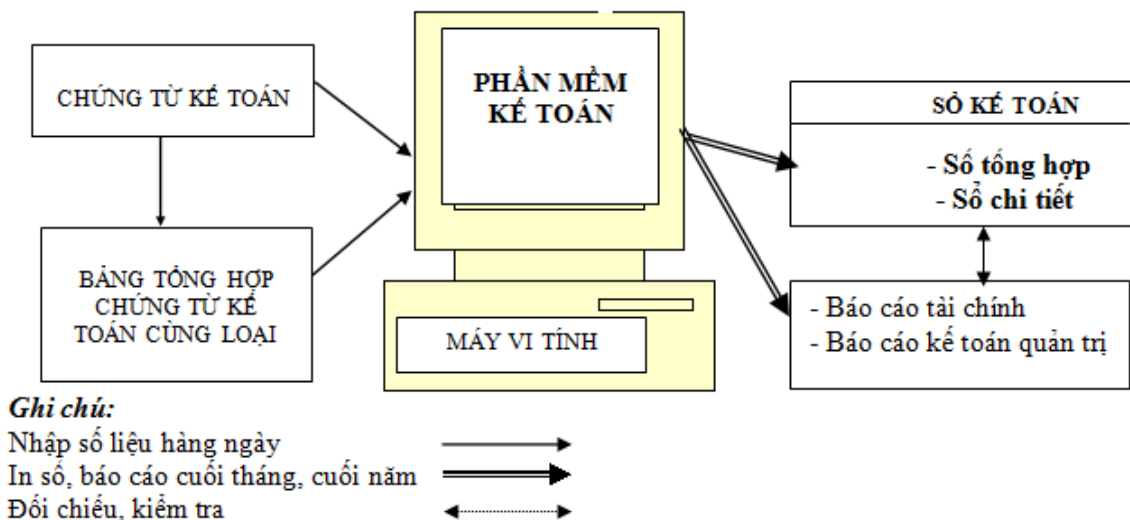 CHỨNG TỪ KẾ TOÁN
BẢNG TỔNG HỢP
CHỨNG TỪ KẾ
TOÁN CÙNG LOẠI
PHẦN MỀM
KẾ TOÁN
MÁY VI TÍNH
SỔ KẾ TOÁN
- Sổ tổng hợp
- Sổ chi tiết
- Báo cáo tài chính
- Báo cáo kế toán quản trị
Ghi chú:
Nhập số liệu hàng ngày
In sổ, báo cáo cuối tháng, cuối năm
Đối chiếu, kiểm tra